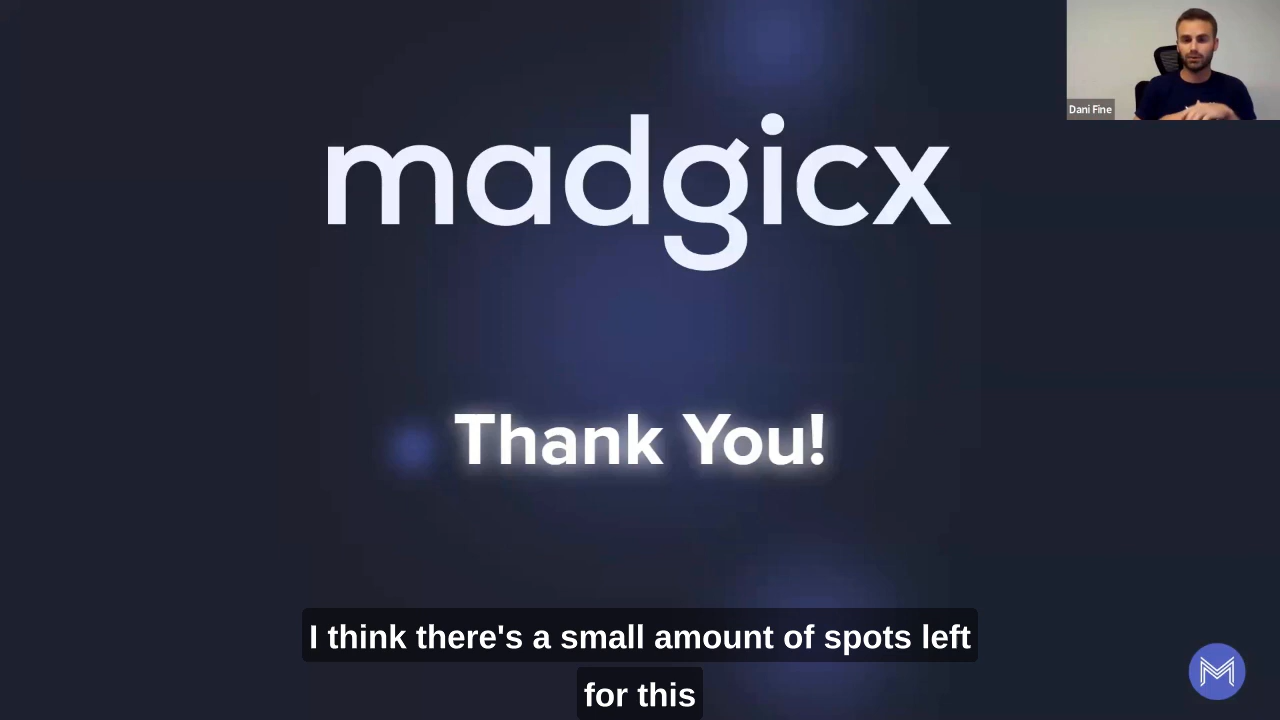 Dani Fine
madgicx
Thank You!
I think there's a small amount of spots left
for this